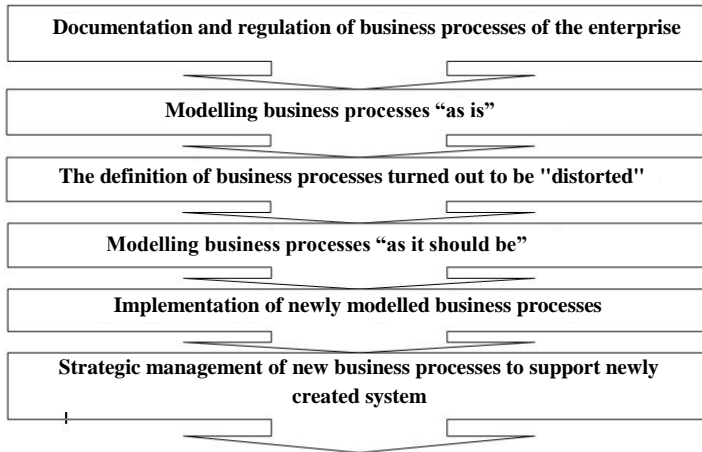 Documentation and regulation of business processes of the enterprise
Modelling business processes “as is”
The definition of business processes turned out to be "distorted"
Modelling business processes “as it should be”
Implementation of newly modelled business processes
Strategic management of new business processes to support newly
created system